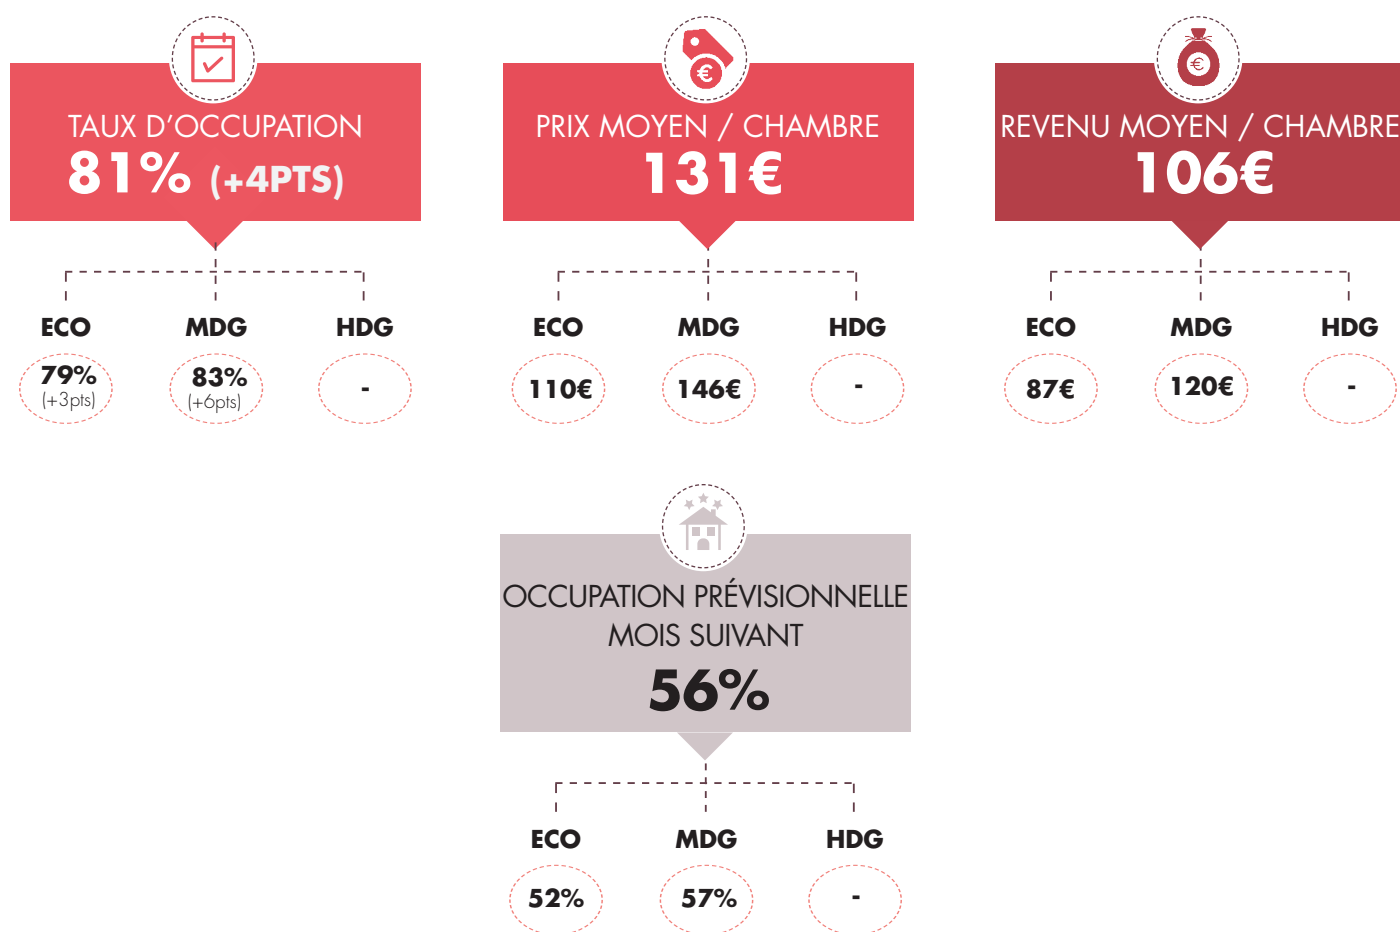 TAUX D'OCCUPATION
81% (+4PTS)
ECO
MDG
HDG
79%
(+3pts)
83%
(+6pts)
-
PRIX MOYEN / CHAMBRE
131€
ECO
MDG
HDG
110€
146€
-
REVENU MOYEN / CHAMBRE
106€
ECO
MDG
HDG
87€
120€
-
OCCUPATION PRÉVISIONNELLE
MOIS SUIVANT
56%
ECO
MDG
HDG
52%
57%
-